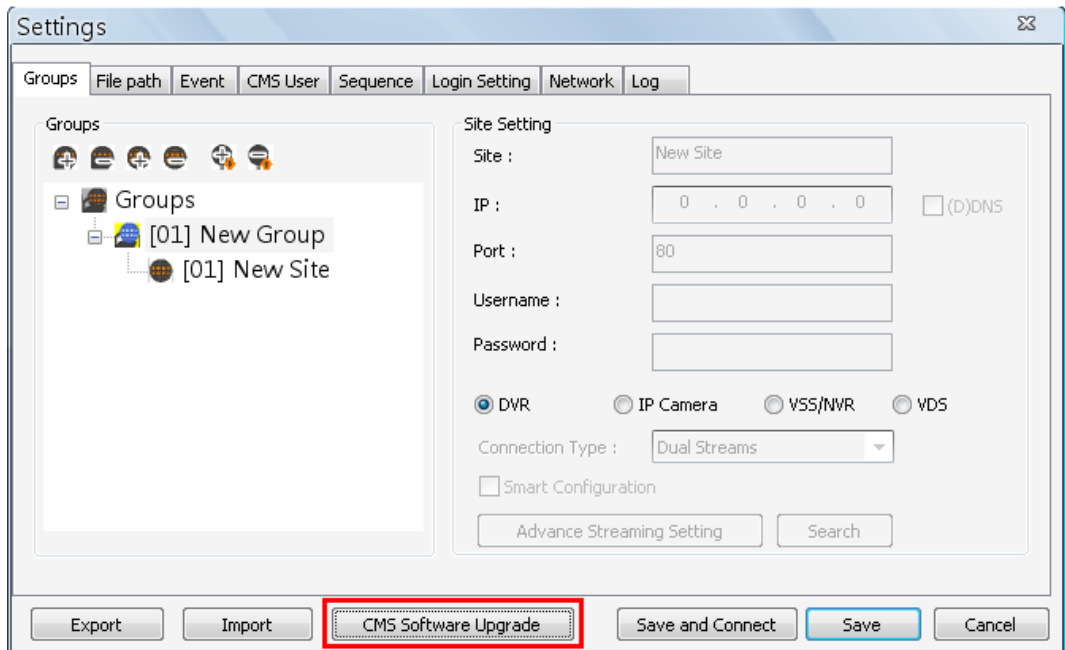 Settings
Groups File path Event CMS User Sequence Login Setting Network Log
Groups
Groups
[01] New Group
[01] New Site
Site Setting
Site : New Site
IP : 0 . 0 . 0 . 0 (D)DNS
Port : 80
Username :
Password :
DVR IP Camera VSS/NVR VDS
Connection Type : Dual Streams
Smart Configuration
Advance Streaming Setting Search
Export Import CMS Software Upgrade Save and Connect Save Cancel